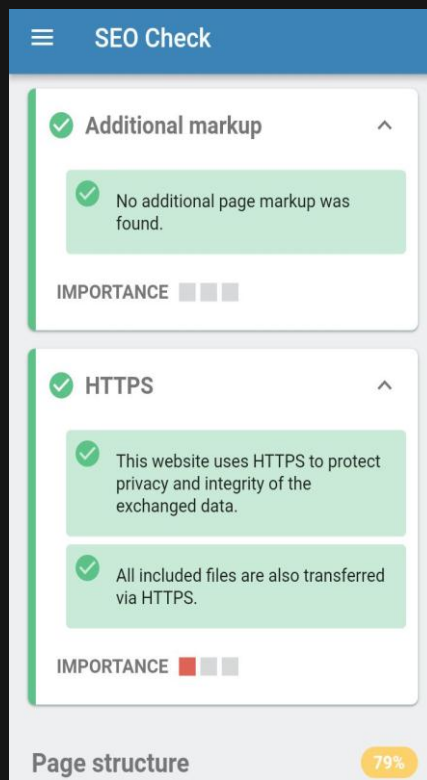 SEO Check
Additional markup
No additional page markup was
found.
IMPORTANCE
HTTPS
This website uses HTTPS to protect
privacy and integrity of the
exchanged data.
All included files are also transferred
via HTTPS.
IMPORTANCE
Page structure
79%